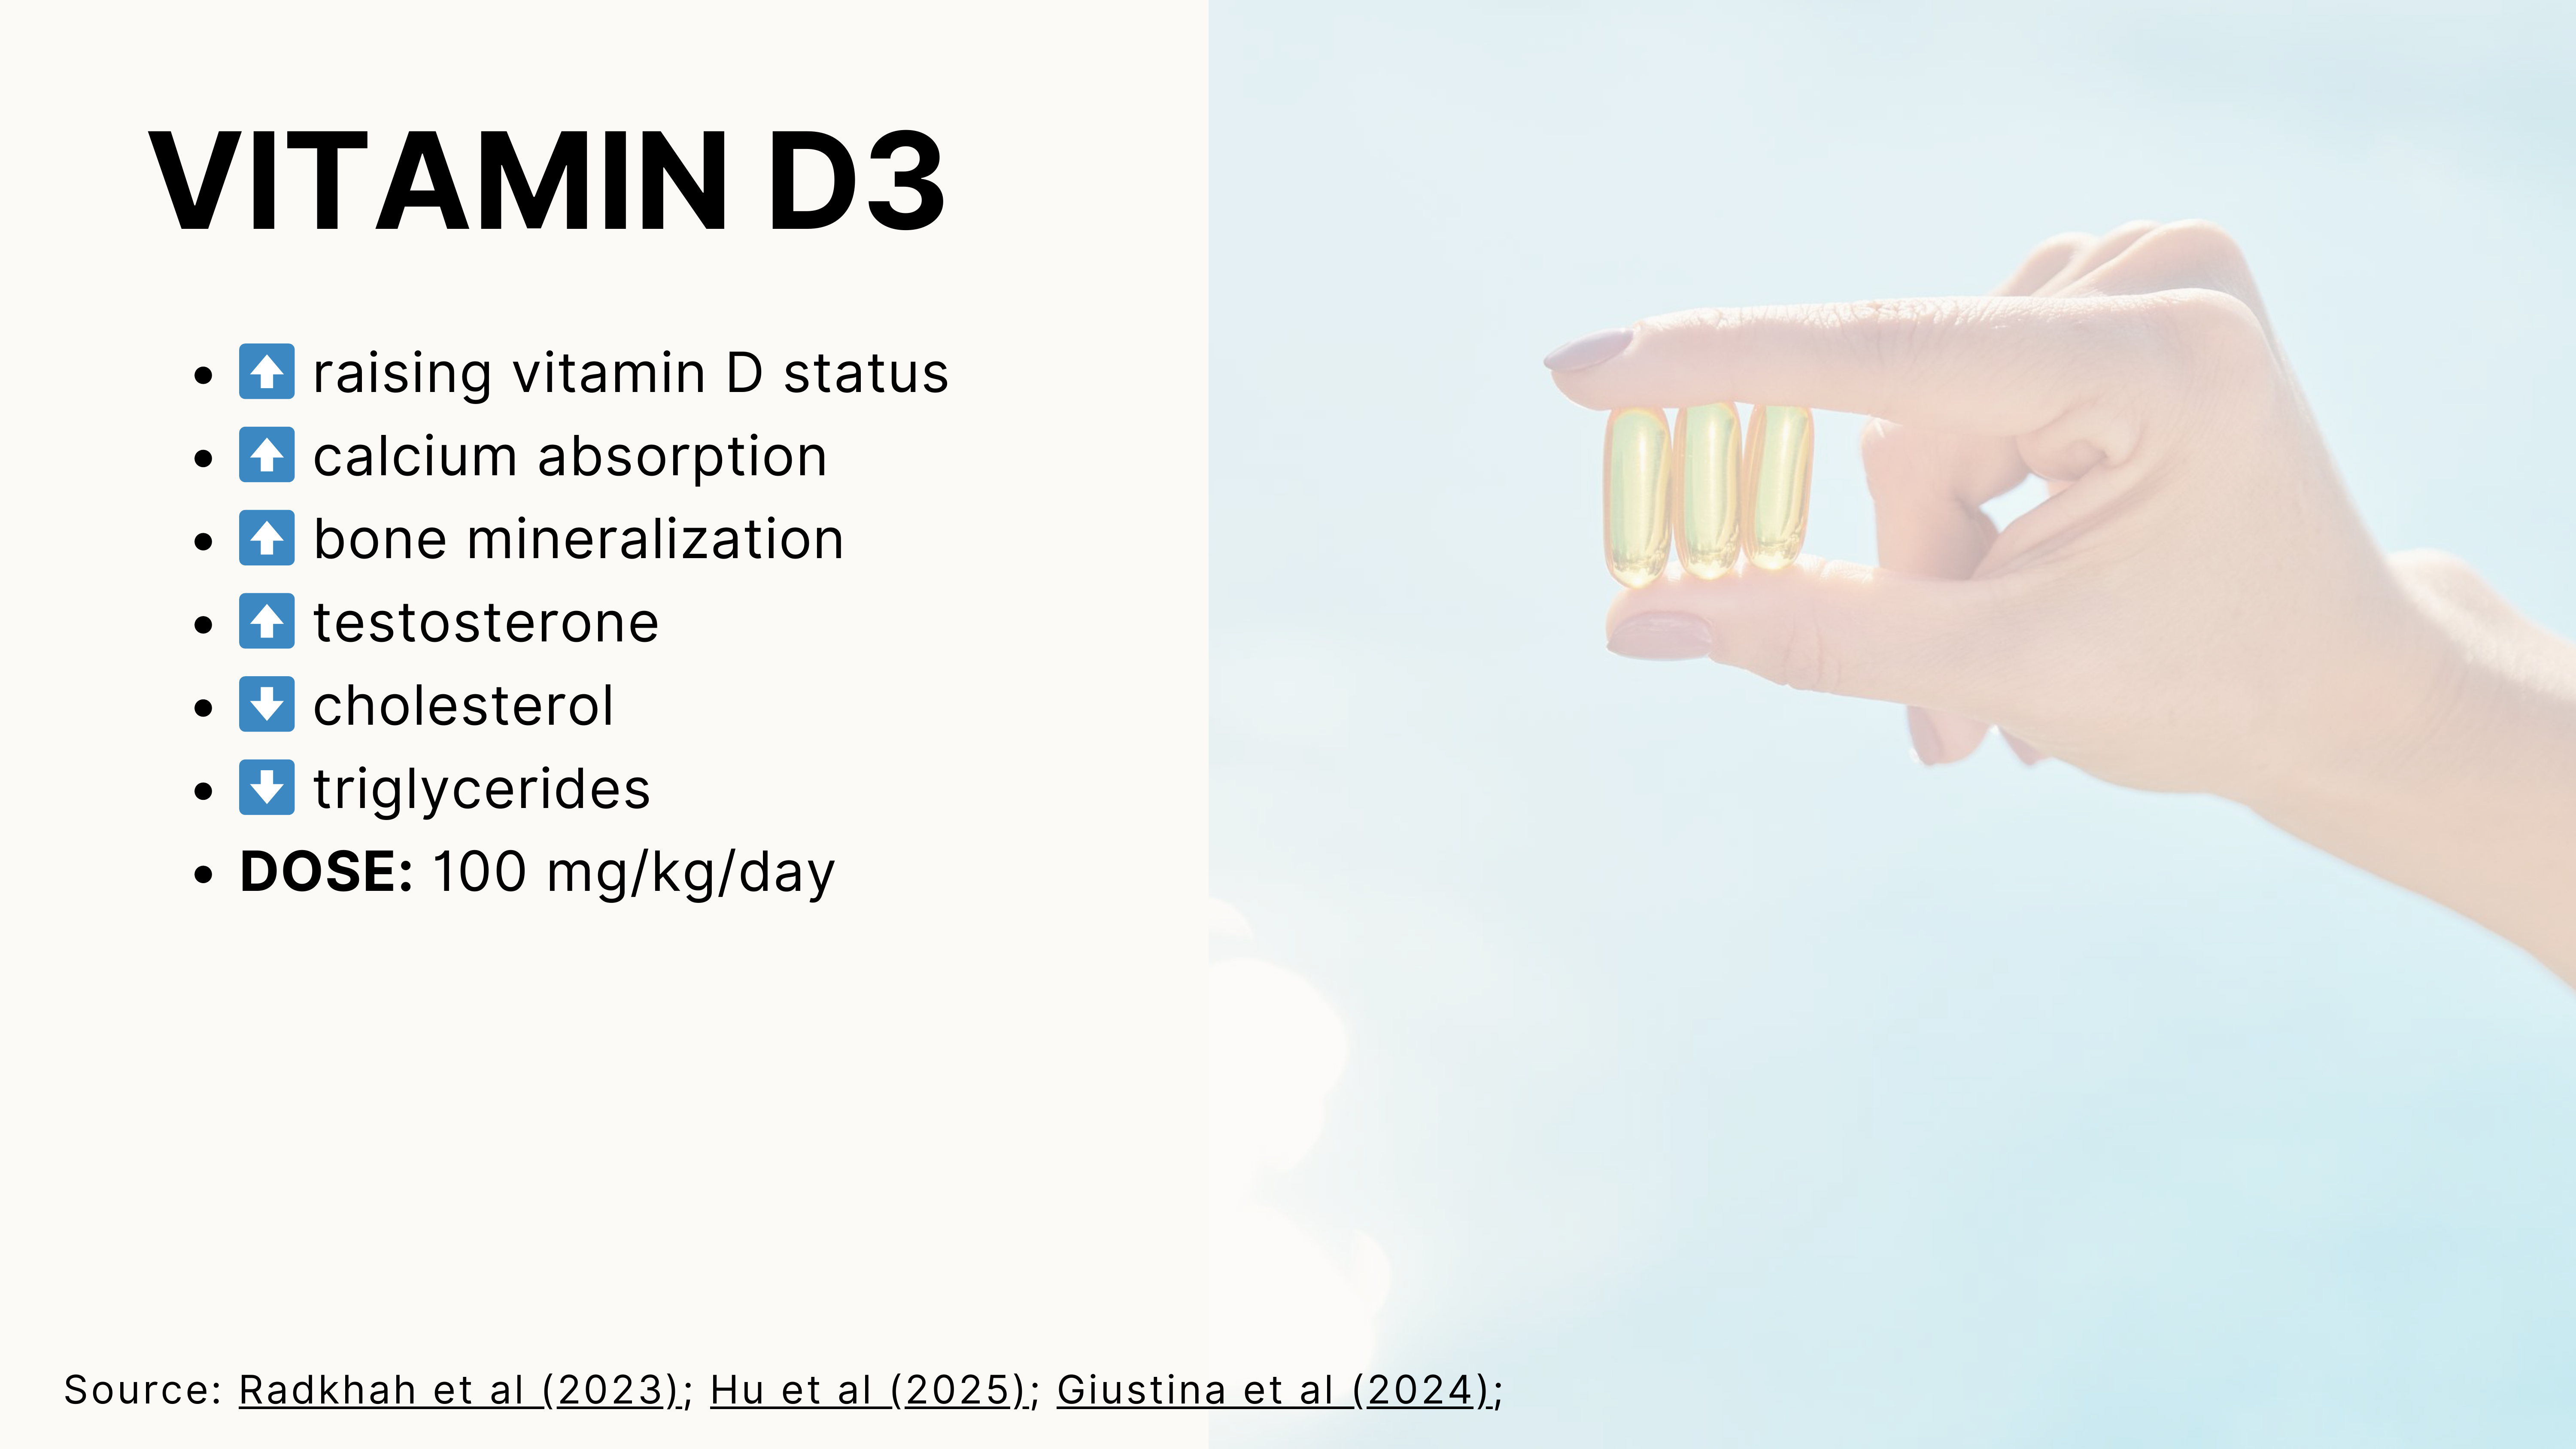 VITAMIN D3
• ⬆️ raising vitamin D status
• ⬆️ calcium absorption
• ⬆️ bone mineralization
• ⬆️ testosterone
• ⬇️ cholesterol
• ⬇️ triglycerides
• DOSE: 100 mg/kg/day
Source: Radkhah et al (2023); Hu et al (2025); Giustina et al (2024);